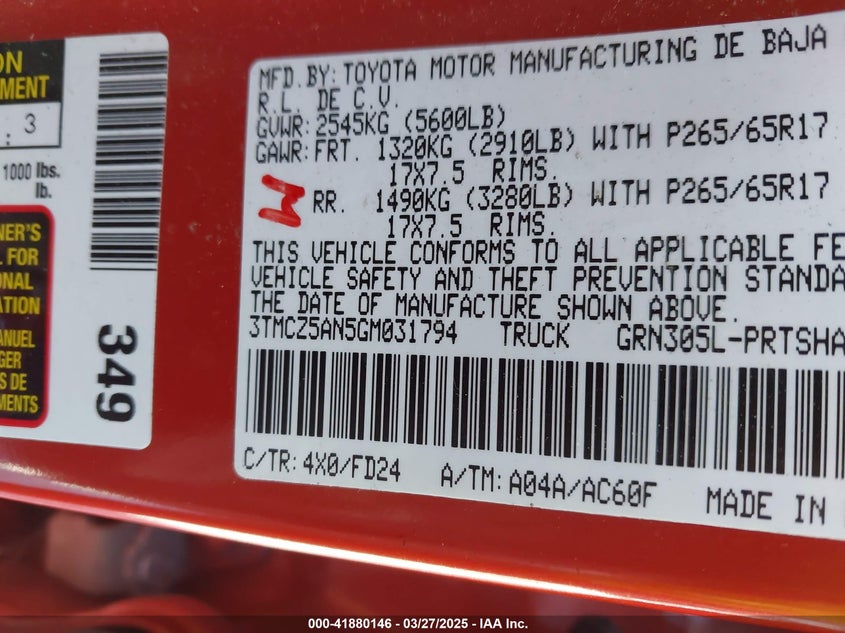 ON
MENT
. 3
1000 lbs.
lb.
NER'S
L FOR
ONAL
ATION
MANUEL
GER
S DE
MENTS
349
MFD.BY: TOYOTA MOTOR MANUFACTURING DE BAJA
R.L. DE C.V.
GVWR: 2545KG (5600LB)
GAWR: FRT. 1320KG (2910LB) WITH P265/65R17
17X7.5 RIMS.
M RR. 1490KG (3280LB) WITH P265/65R17
17X7.5 RIMS.
THIS VEHICLE CONFORMS TO ALL APPLICABLE FE
VEHICLE SAFETY AND THEFT PREVENTION STANDA
THE DATE OF MANUFACTURE SHOWN ABOVE.
3TMCZ5AN5GM031794 TRUCK GRN305L-PRTSHA
C/TR: 4X0/FD24 A/TM: A04A/AC60F MADE IN
000-41880146 - 03/27/2025 - IAA Inc.